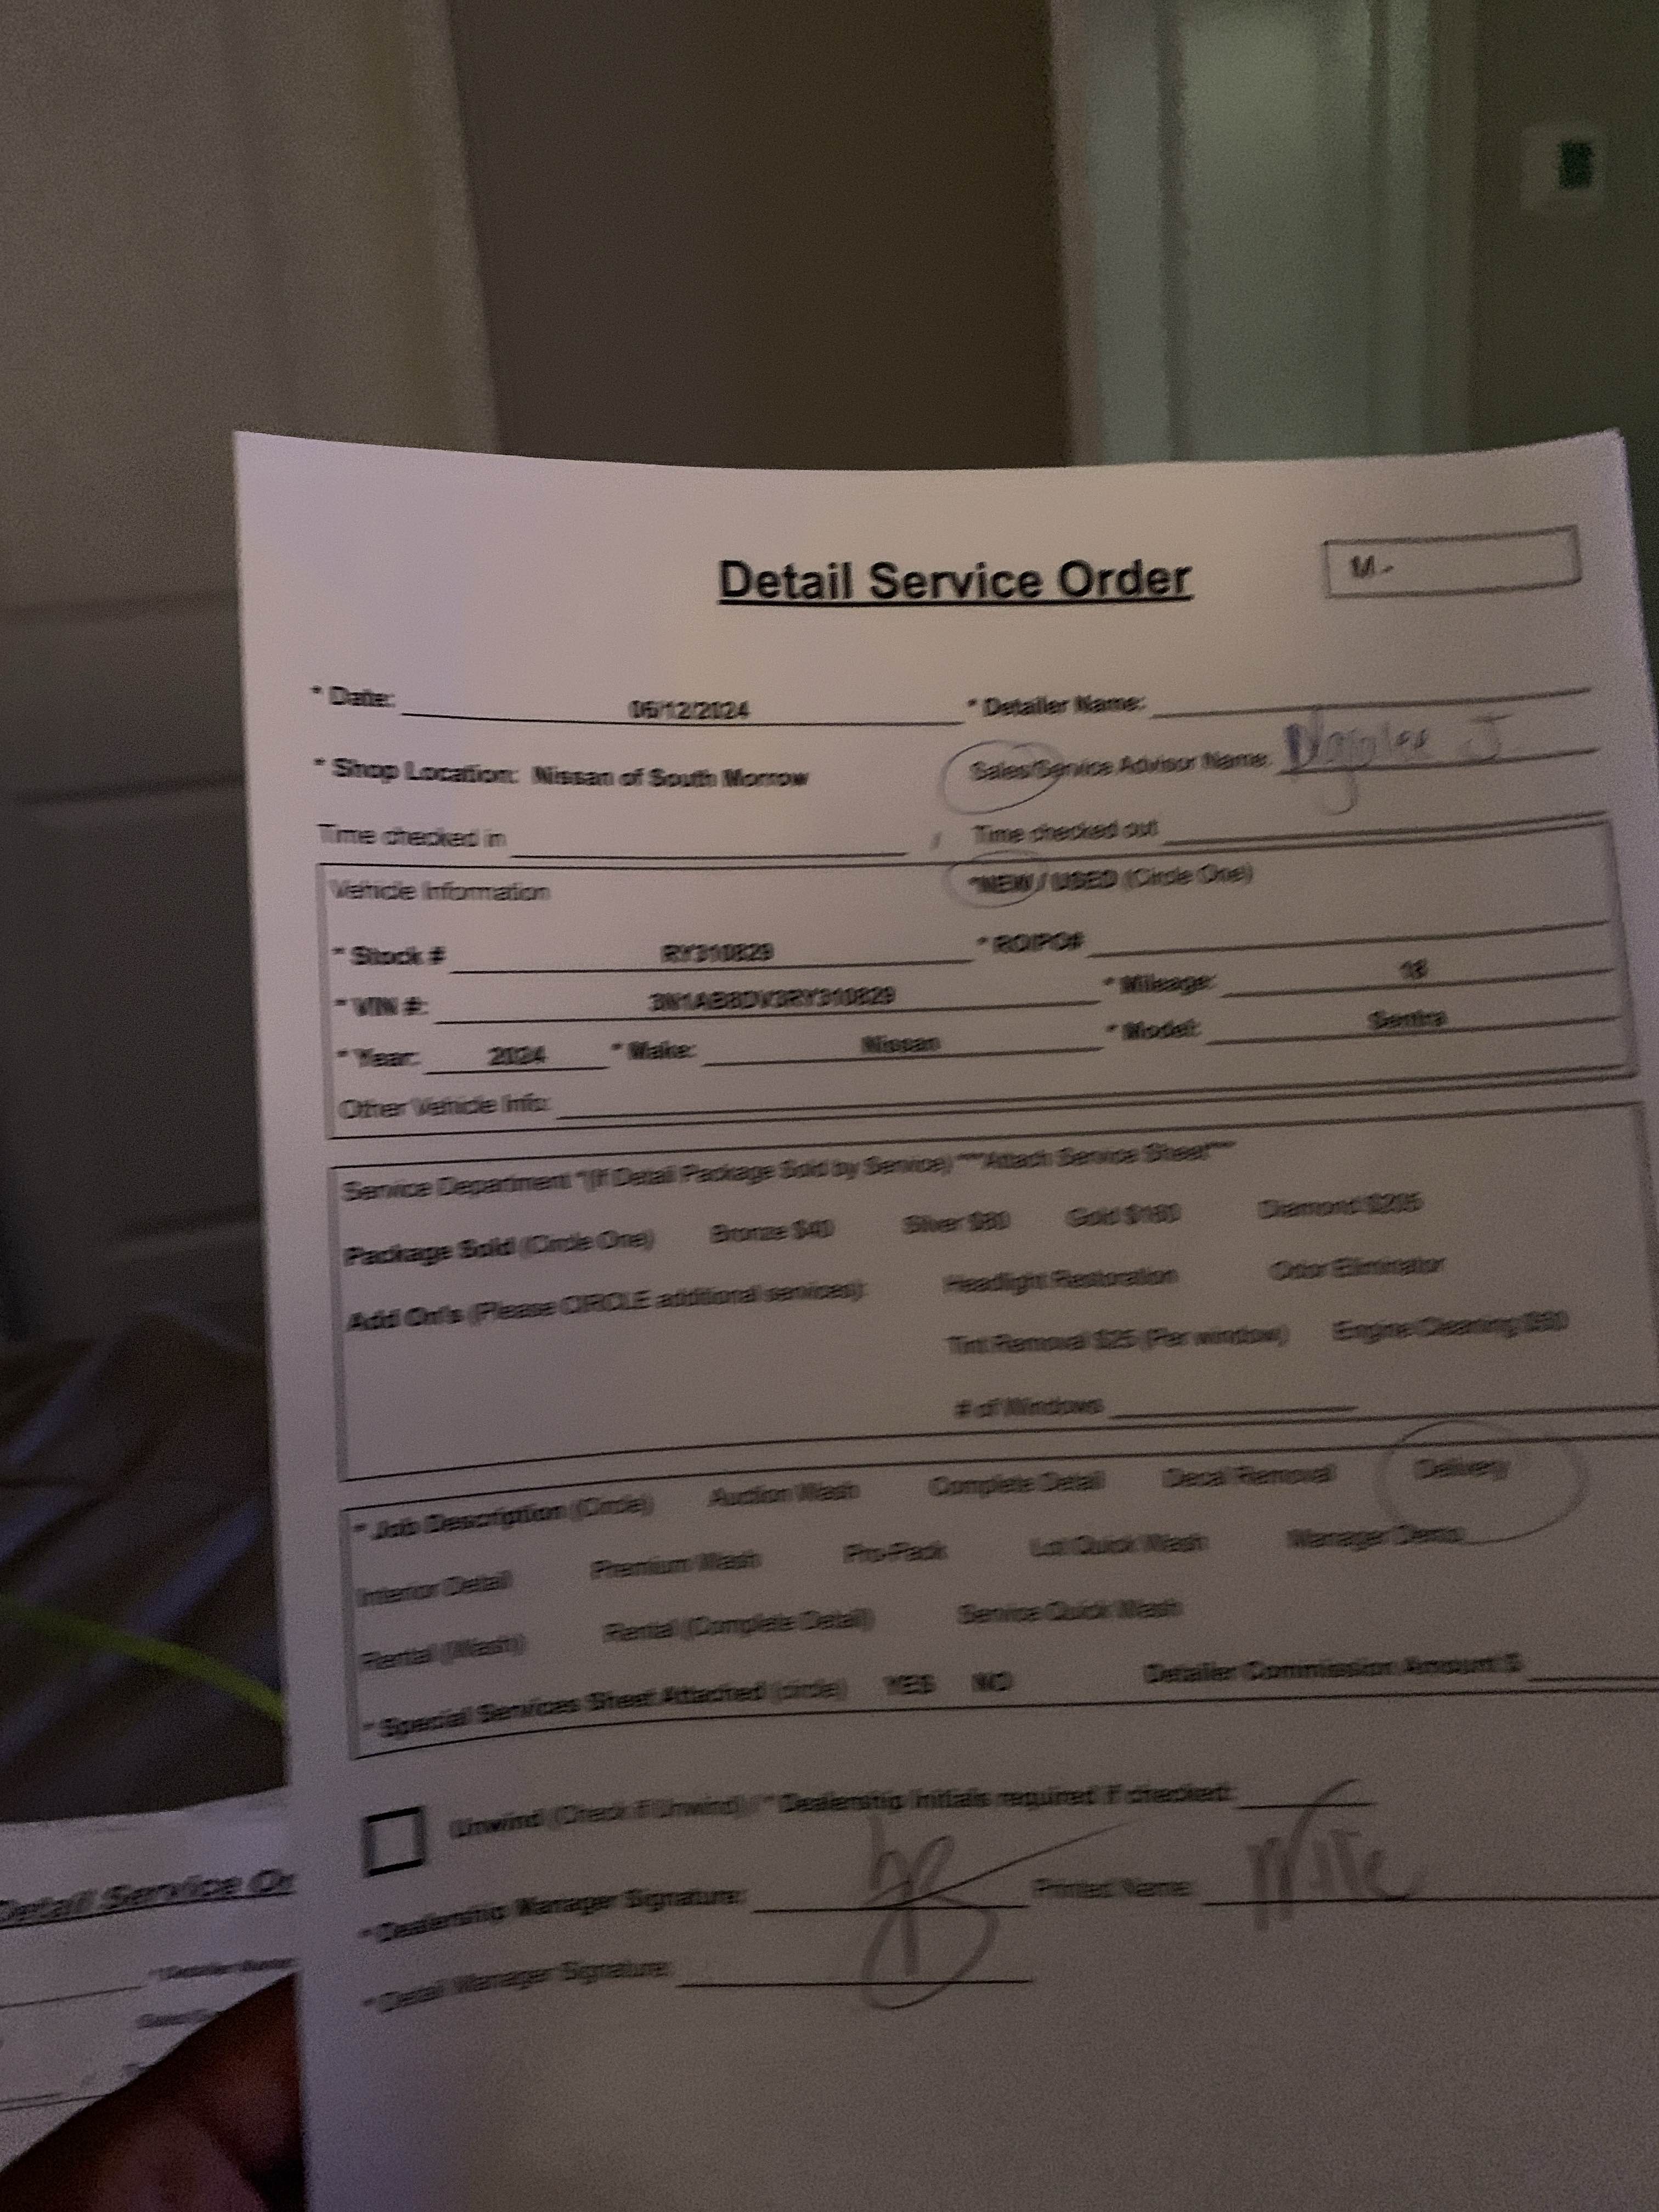 Detail Service Order
M-
* Date: 06/12/2024 * Detailer Name:
* Shop Location: Nissan of South Morrow Sales/Service Advisor Name: J
Time checked in / Time checked out
Vehicle Information *NEW / USED (Circle One)
* Stock # RY310829 * RO/PO#
* VIN #: 3N1AB8DV3RY310829 * Mileage: 18
* Year: 2024 * Make: Nissan * Model: Sentra
Other Vehicle Info:
Service Department *(If Detail Package Sold by Service) ***Attach Service Sheet***
Package Sold (Circle One) Bronze $40 Silver $80 Gold $180 Diamond
Add On's (Please CIRCLE additional services): Headlight Restoration Odor Eliminator
Tint Removal $25 (Per window) Engine Cleaning
# of Windows
* Job Description (Circle) Auction Wash Complete Detail Decal Removal Delivery
Interior Detail Premium Wash Pro-Pack Lot Quick Wash Manager Demo
Rental (Wash) Rental (Complete Detail) Service Quick Wash
* Special Services Sheet Attached (circle) YES NO Detailer Commission Amount $
Unwind (Check if Unwind) / * Dealership Initials required if checked:
* Dealership Manager Signature: Printed Name:
* Detail Manager Signature:
Detail Service Or
* Detailer Name: